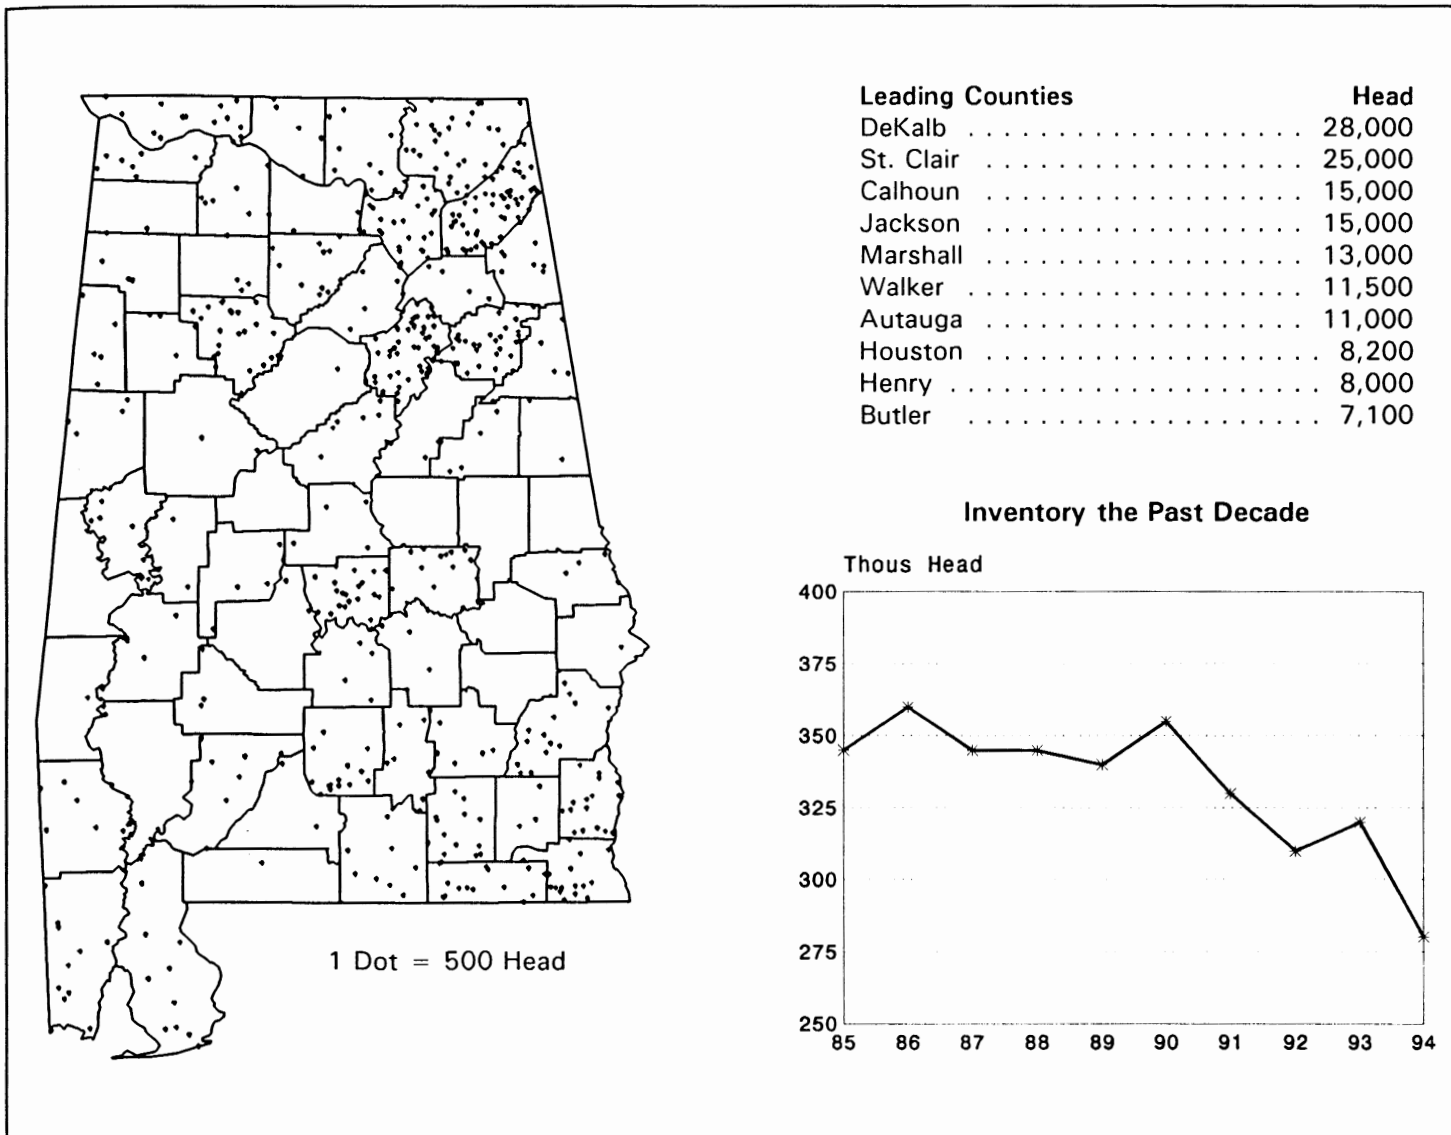 Leading Counties Head
DeKalb . . . . . . . . . . . . . . . . . . . 28,000
St. Clair . . . . . . . . . . . . . . . . . . 25,000
Calhoun . . . . . . . . . . . . . . . . . . 15,000
Jackson . . . . . . . . . . . . . . . . . . 15,000
Marshall . . . . . . . . . . . . . . . . . . 13,000
Walker . . . . . . . . . . . . . . . . . . . 11,500
Autauga . . . . . . . . . . . . . . . . . . 11,000
Houston . . . . . . . . . . . . . . . . . . . 8,200
Henry . . . . . . . . . . . . . . . . . . . . . 8,000
Butler . . . . . . . . . . . . . . . . . . . . 7,100
1 Dot = 500 Head
Inventory the Past Decade
Thous Head
400
375
350
325
300
275
250
85 86 87 88 89 90 91 92 93 94